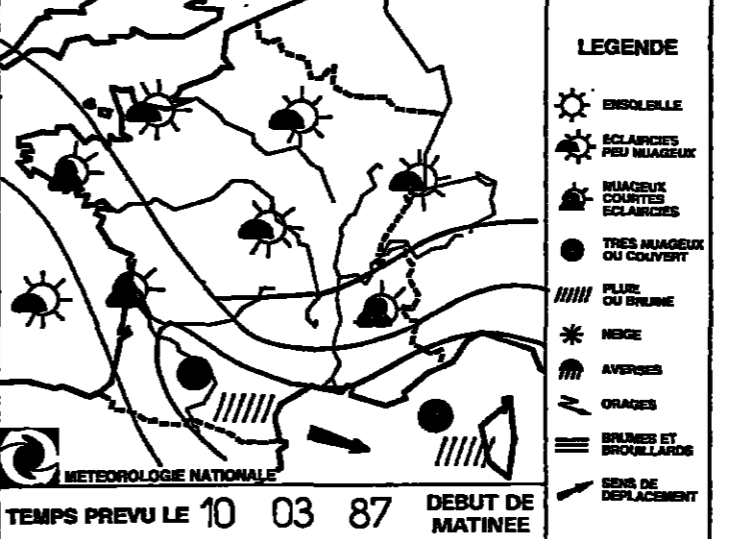 LEGENDE
ENSOLEILLE
ECLAIRCIES
PEU NUAGEUX
NUAGEUX
COURTES
ECLAIRCIES
TRES NUAGEUX
OU COUVERT
PLUIE
OU BRUINE
NEIGE
AVERSES
ORAGES
BRUMES ET
BROUILLARDS
SENS DE
DEPLACEMENT
METEOROLOGIE NATIONALE
TEMPS PREVU LE 10 03 87 DEBUT DE
MATINEE